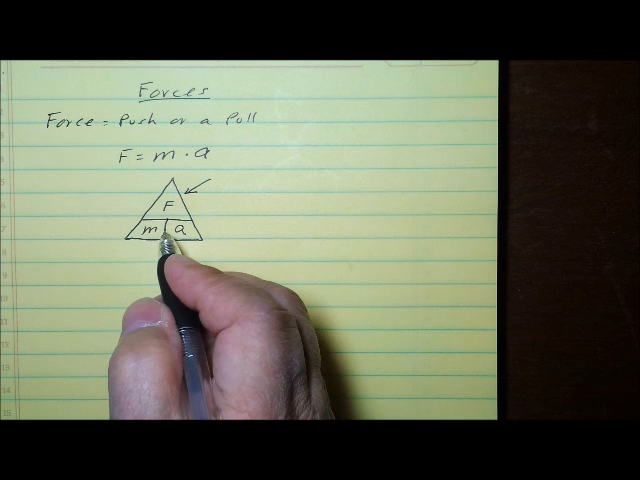 Forces
Force = Push or a Pull
F = m · a
F
m a